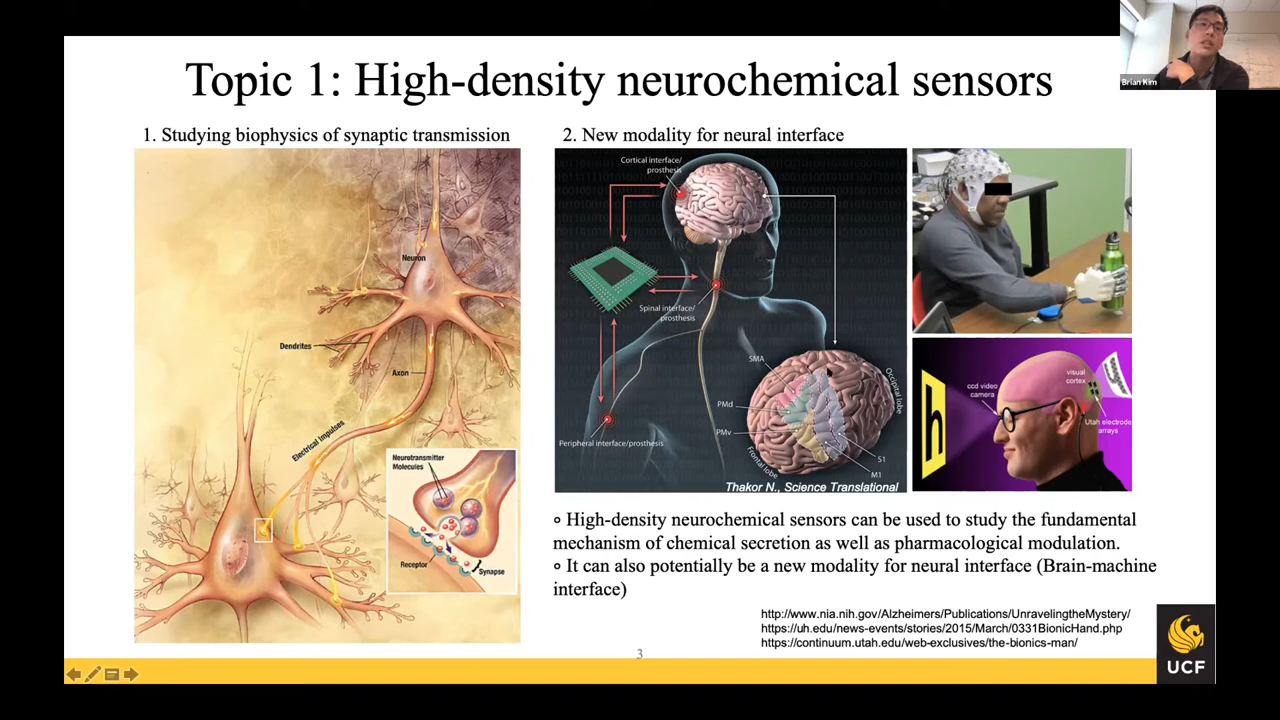 Brian Kim
Topic 1: High-density neurochemical sensors
1. Studying biophysics of synaptic transmission
2. New modality for neural interface
Neuron
Dendrites
Axon
Electrical Impulses
Neurotransmitter
Molecules
Receptor
Synapse
Cortical interface/
prosthesis
Spinal interface/
prosthesis
Peripheral interface/prosthesis
SMA
PMd
PMv
Frontal lobe
Occipital lobe
S1
M1
Thakor N., Science Translational
ccd video
camera
visual
cortex
Utah electrode
arrays
h
∘ High-density neurochemical sensors can be used to study the fundamental
mechanism of chemical secretion as well as pharmacological modulation.
∘ It can also potentially be a new modality for neural interface (Brain-machine
interface)
http://www.nia.nih.gov/Alzheimers/Publications/UnravelingtheMystery/
https://uh.edu/news-events/stories/2015/March/0331BionicHand.php
https://continuum.utah.edu/web-exclusives/the-bionics-man/
3
UCF